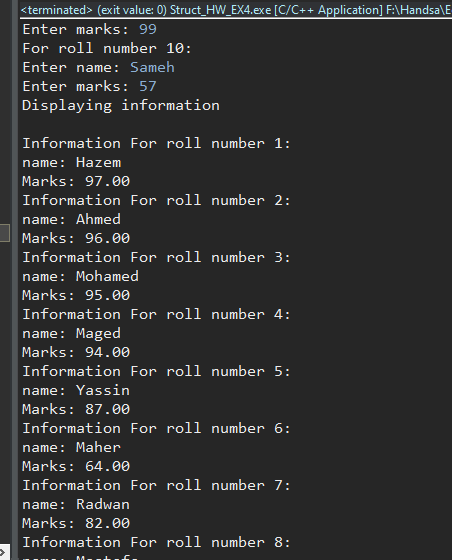 <terminated> (exit value: 0) Struct_HW_EX4.exe [C/C++ Application] F:\Handsa\E
Enter marks: 99
For roll number 10:
Enter name: Sameh
Enter marks: 57
Displaying information
Information For roll number 1:
name: Hazem
Marks: 97.00
Information For roll number 2:
name: Ahmed
Marks: 96.00
Information For roll number 3:
name: Mohamed
Marks: 95.00
Information For roll number 4:
name: Maged
Marks: 94.00
Information For roll number 5:
name: Yassin
Marks: 87.00
Information For roll number 6:
name: Maher
Marks: 64.00
Information For roll number 7:
name: Radwan
Marks: 82.00
Information For roll number 8: